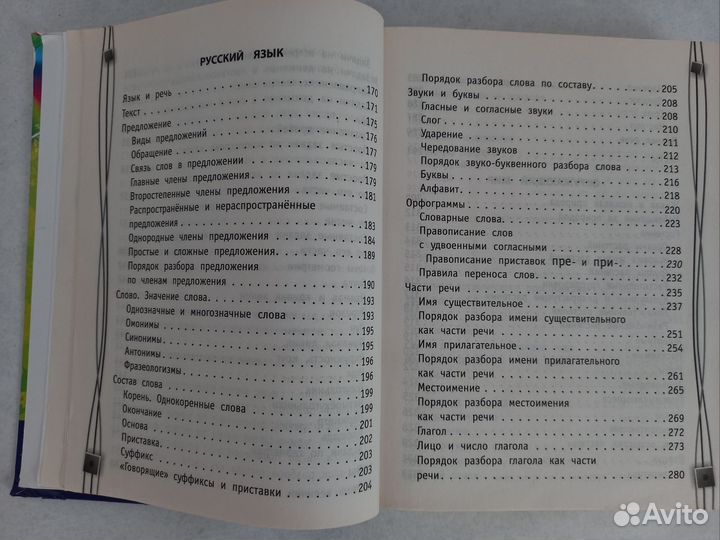 РУССКИЙ ЯЗЫК
Язык и речь . . . . . . . . . . . . . . . . . . . . 170
Текст . . . . . . . . . . . . . . . . . . . . 171
Предложение . . . . . . . . . . . . . . . . . . . . 175
Виды предложений . . . . . . . . . . . . . . . . 176
Обращение . . . . . . . . . . . . . . . . . . . . 177
Связь слов в предложении . . . . . . . . . . . . 179
Главные члены предложения. . . . . . . . . . . . 179
Второстепенные члены предложения . . . . . . . . 181
Распространённые и нераспространённые
предложения . . . . . . . . . . . . . . . . . . . 183
Однородные члены предложения . . . . . . . . . . 184
Простые и сложные предложения. . . . . . . . . . 189
Порядок разбора предложения
по членам предложения . . . . . . . . . . . . . . 190
Слово. Значение слова. . . . . . . . . . . . . . 193
Однозначные и многозначные слова . . . . . . . . 193
Омонимы . . . . . . . . . . . . . . . . . . . . 195
Синонимы . . . . . . . . . . . . . . . . . . . . 195
Антонимы . . . . . . . . . . . . . . . . . . . . 196
Фразеологизмы . . . . . . . . . . . . . . . . . . 196
Состав слова . . . . . . . . . . . . . . . . . . 199
Корень. Однокоренные слова . . . . . . . . . . . 199
Окончание . . . . . . . . . . . . . . . . . . . . 201
Основа . . . . . . . . . . . . . . . . . . . . 202
Приставка. . . . . . . . . . . . . . . . . . . . 203
Суффикс . . . . . . . . . . . . . . . . . . . . 203
«Говорящие» суффиксы и приставки . . . . . . . . 204
Порядок разбора слова по составу. . . . . . . . . 205
Звуки и буквы . . . . . . . . . . . . . . . . . . 208
Гласные и согласные звуки . . . . . . . . . . . . 208
Слог . . . . . . . . . . . . . . . . . . . . 210
Ударение . . . . . . . . . . . . . . . . . . . . 211
Чередование звуков . . . . . . . . . . . . . . . 212
Порядок звуко-буквенного разбора слова . . . . . 213
Буквы . . . . . . . . . . . . . . . . . . . . 216
Алфавит. . . . . . . . . . . . . . . . . . . . 218
Орфограммы . . . . . . . . . . . . . . . . . . . 220
Словарные слова. . . . . . . . . . . . . . . . . 223
Правописание слов
с удвоенными согласными . . . . . . . . . . . . . 228
Правописание приставок пре- и при-. . . . . . . . 230
Правила переноса слов. . . . . . . . . . . . . . 232
Части речи . . . . . . . . . . . . . . . . . . . 235
Имя существительное . . . . . . . . . . . . . . . 237
Порядок разбора имени существительного
как части речи . . . . . . . . . . . . . . . . . 251
Имя прилагательное . . . . . . . . . . . . . . . 254
Порядок разбора имени прилагательного
как части речи . . . . . . . . . . . . . . . . . 261
Местоимение . . . . . . . . . . . . . . . . . . . 265
Порядок разбора местоимения
как части речи . . . . . . . . . . . . . . . . . 269
Глагол . . . . . . . . . . . . . . . . . . . . 272
Лицо и число глагола . . . . . . . . . . . . . . 273
Порядок разбора глагола как части
речи. . . . . . . . . . . . . . . . . . . . 280
Avito